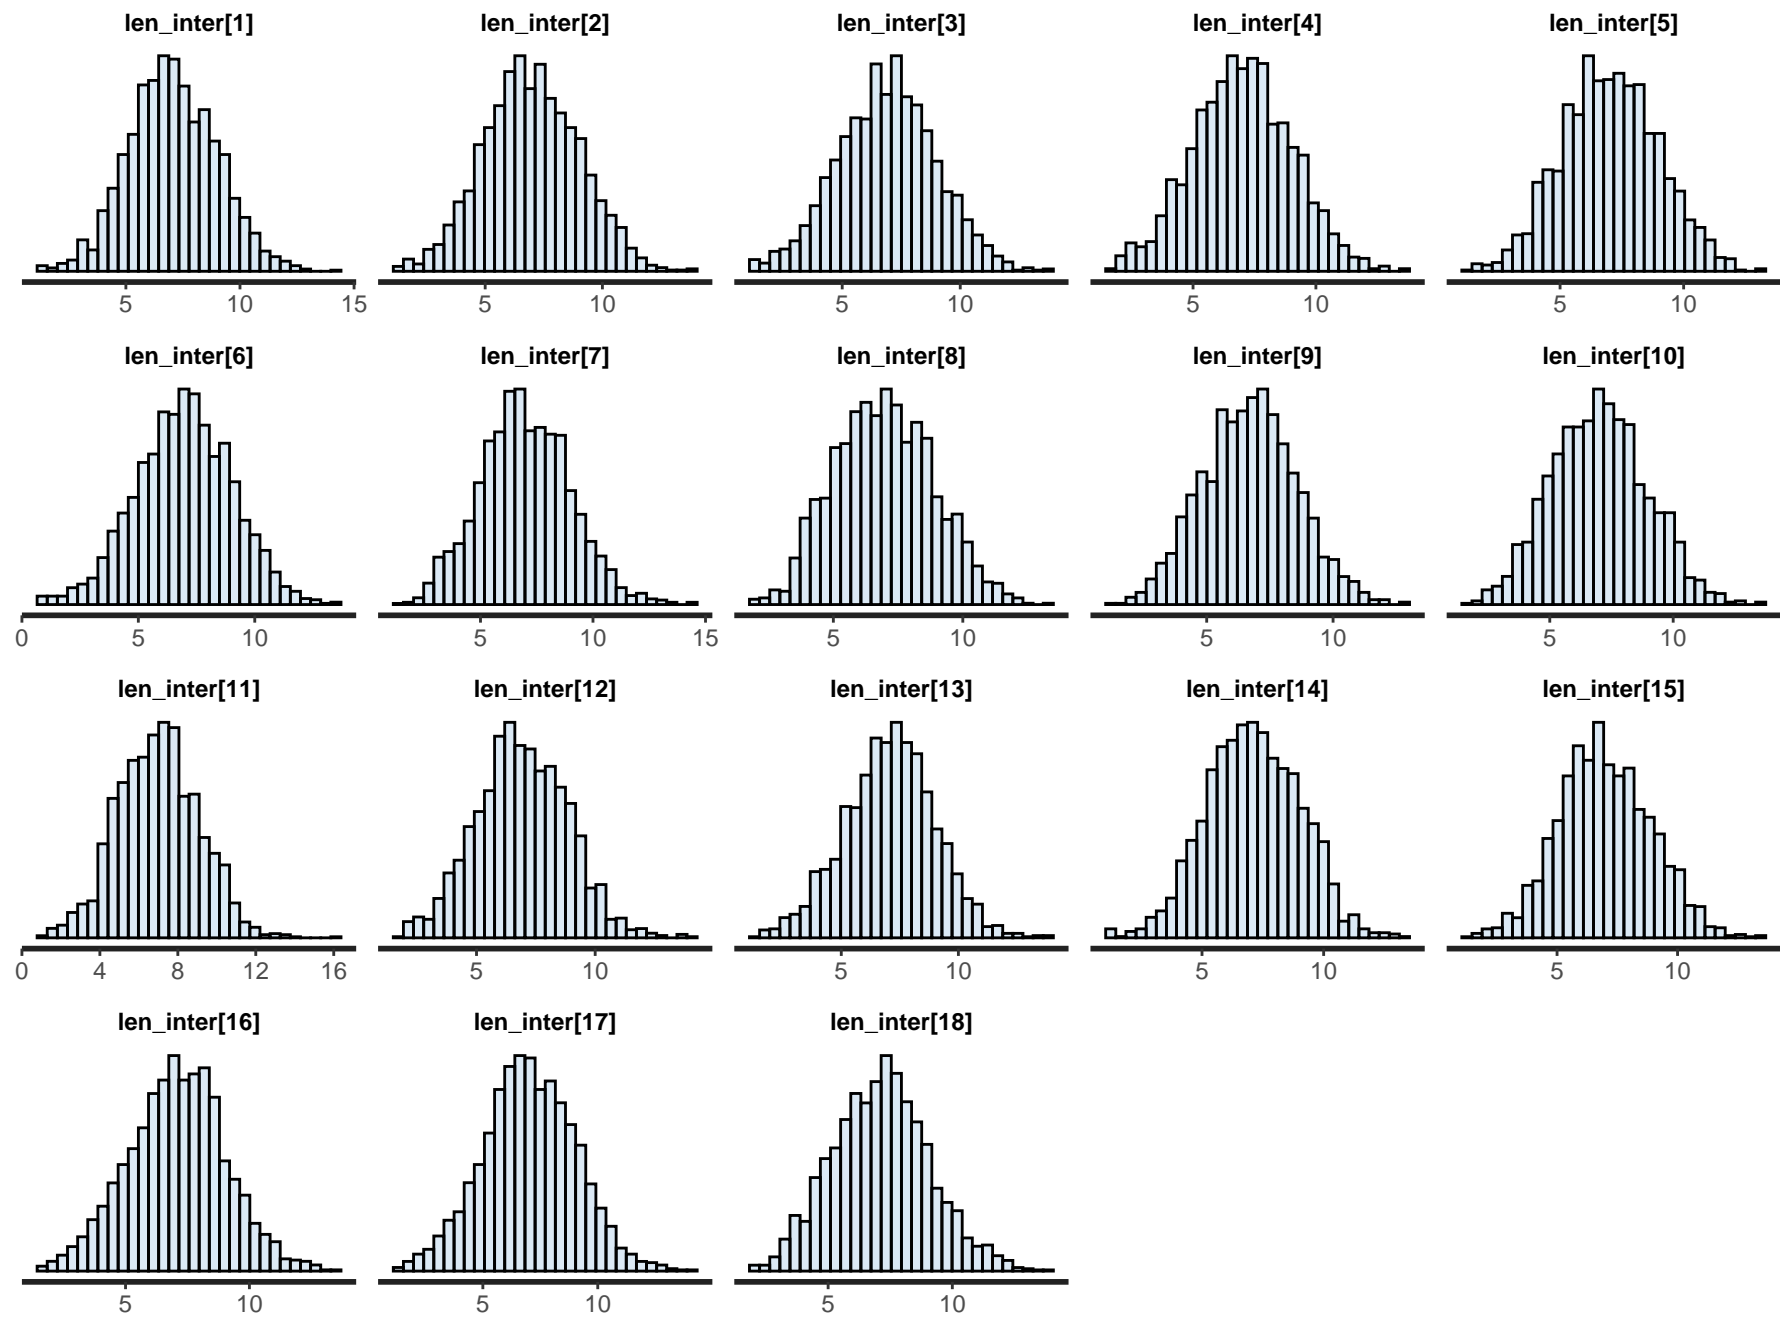 len_inter[1] len_inter[2] len_inter[3] len_inter[4] len_inter[5]
5 10 15 5 10 5 10 5 10 5 10
len_inter[6] len_inter[7] len_inter[8] len_inter[9] len_inter[10]
0 5 10 5 10 15 5 10 5 10 5 10
len_inter[11] len_inter[12] len_inter[13] len_inter[14] len_inter[15]
0 4 8 12 16 5 10 5 10 5 10 5 10
len_inter[16] len_inter[17] len_inter[18]
5 10 5 10 5 10